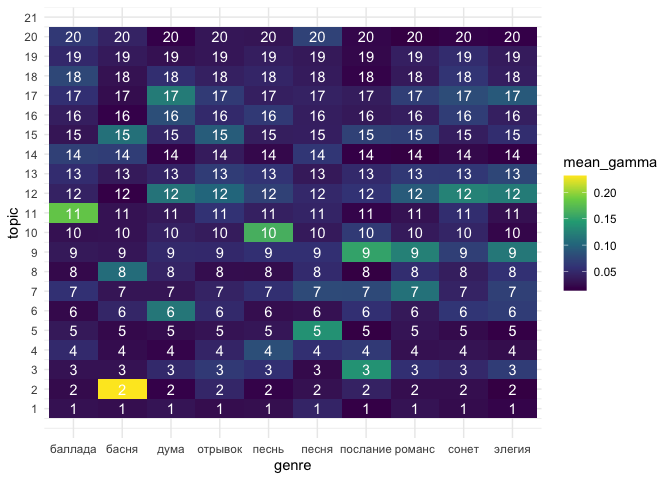 21
20 20 20 20 20 20 20 20 20 20 20
19 19 19 19 19 19 19 19 19 19 19
18 18 18 18 18 18 18 18 18 18 18
17 17 17 17 17 17 17 17 17 17 17
16 16 16 16 16 16 16 16 16 16 16
15 15 15 15 15 15 15 15 15 15 15
14 14 14 14 14 14 14 14 14 14 14
13 13 13 13 13 13 13 13 13 13 13
12 12 12 12 12 12 12 12 12 12 12
11 11 11 11 11 11 11 11 11 11 11
10 10 10 10 10 10 10 10 10 10 10
9 9 9 9 9 9 9 9 9 9 9
8 8 8 8 8 8 8 8 8 8 8
7 7 7 7 7 7 7 7 7 7 7
6 6 6 6 6 6 6 6 6 6 6
5 5 5 5 5 5 5 5 5 5 5
4 4 4 4 4 4 4 4 4 4 4
3 3 3 3 3 3 3 3 3 3 3
2 2 2 2 2 2 2 2 2 2 2
1 1 1 1 1 1 1 1 1 1 1
topic
баллада басня дума отрывок песнь песня послание романс сонет элегия
genre
mean_gamma
0.20
0.15
0.10
0.05